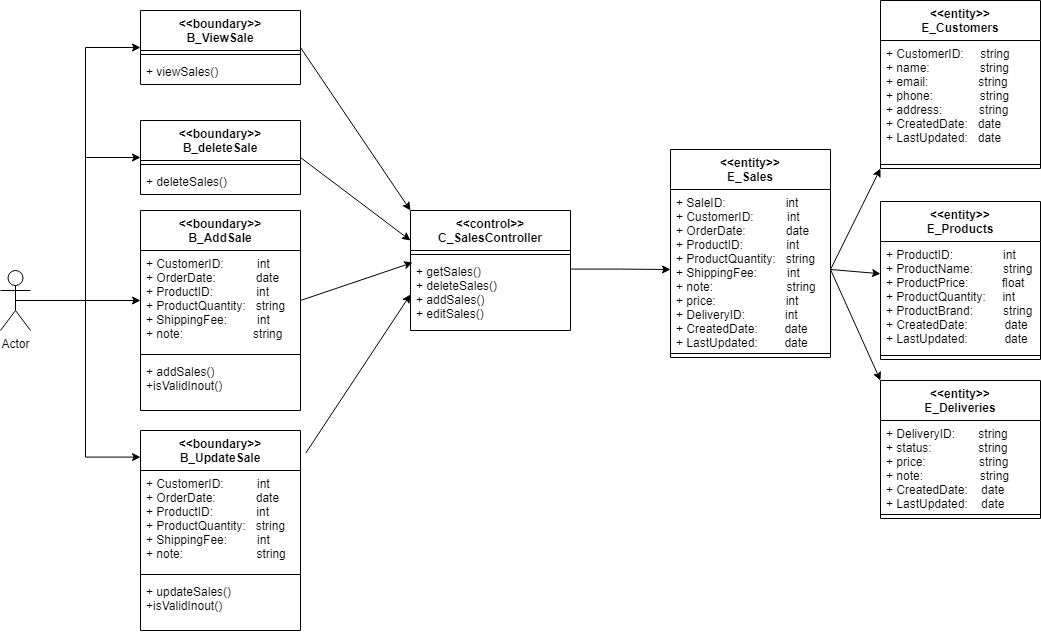 Actor
<<boundary>>
B_ViewSale
+ viewSales()
<<boundary>>
B_deleteSale
+ deleteSales()
<<boundary>>
B_AddSale
+ CustomerID: int
+ OrderDate: date
+ ProductID: int
+ ProductQuantity: string
+ ShippingFee: int
+ note: string
+ addSales()
+isValidInout()
<<boundary>>
B_UpdateSale
+ CustomerID: int
+ OrderDate: date
+ ProductID: int
+ ProductQuantity: string
+ ShippingFee: int
+ note: string
+ updateSales()
+isValidInout()
<<control>>
C_SalesController
+ getSales()
+ deleteSales()
+ addSales()
+ editSales()
<<entity>>
E_Sales
+ SaleID: int
+ CustomerID: int
+ OrderDate: date
+ ProductID: int
+ ProductQuantity: string
+ ShippingFee: int
+ note: string
+ price: int
+ DeliveryID: int
+ CreatedDate: date
+ LastUpdated: date
<<entity>>
E_Customers
+ CustomerID: string
+ name: string
+ email: string
+ phone: string
+ address: string
+ CreatedDate: date
+ LastUpdated: date
<<entity>>
E_Products
+ ProductID: int
+ ProductName: string
+ ProductPrice: float
+ ProductQuantity: int
+ ProductBrand: string
+ CreatedDate: date
+ LastUpdated: date
<<entity>>
E_Deliveries
+ DeliveryID: string
+ status: string
+ price: string
+ note: string
+ CreatedDate: date
+ LastUpdated: date